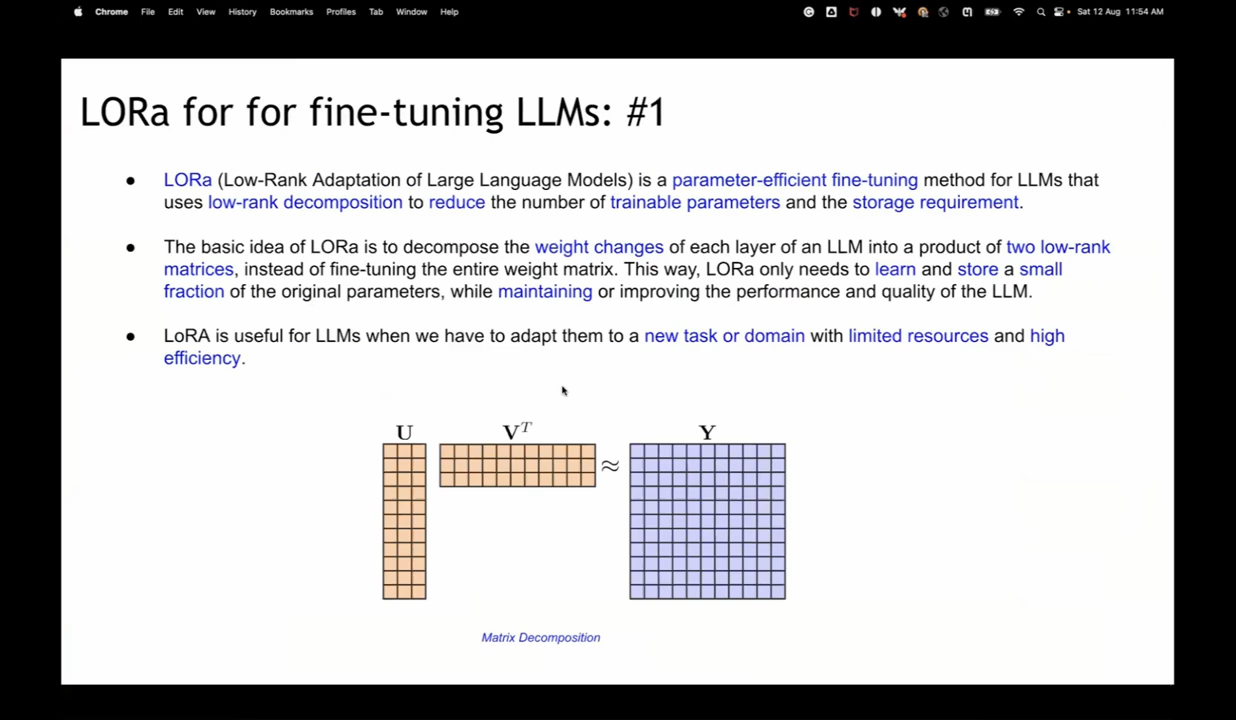 Chrome File Edit View History Bookmarks Profiles Tab Window Help Sat 12 Aug 11:54 AM
LORa for for fine-tuning LLMs: #1
● LORa (Low-Rank Adaptation of Large Language Models) is a parameter-efficient fine-tuning method for LLMs that
uses low-rank decomposition to reduce the number of trainable parameters and the storage requirement.
● The basic idea of LORa is to decompose the weight changes of each layer of an LLM into a product of two low-rank
matrices, instead of fine-tuning the entire weight matrix. This way, LORa only needs to learn and store a small
fraction of the original parameters, while maintaining or improving the performance and quality of the LLM.
● LoRA is useful for LLMs when we have to adapt them to a new task or domain with limited resources and high
efficiency.
U V^T Y
≈
Matrix Decomposition